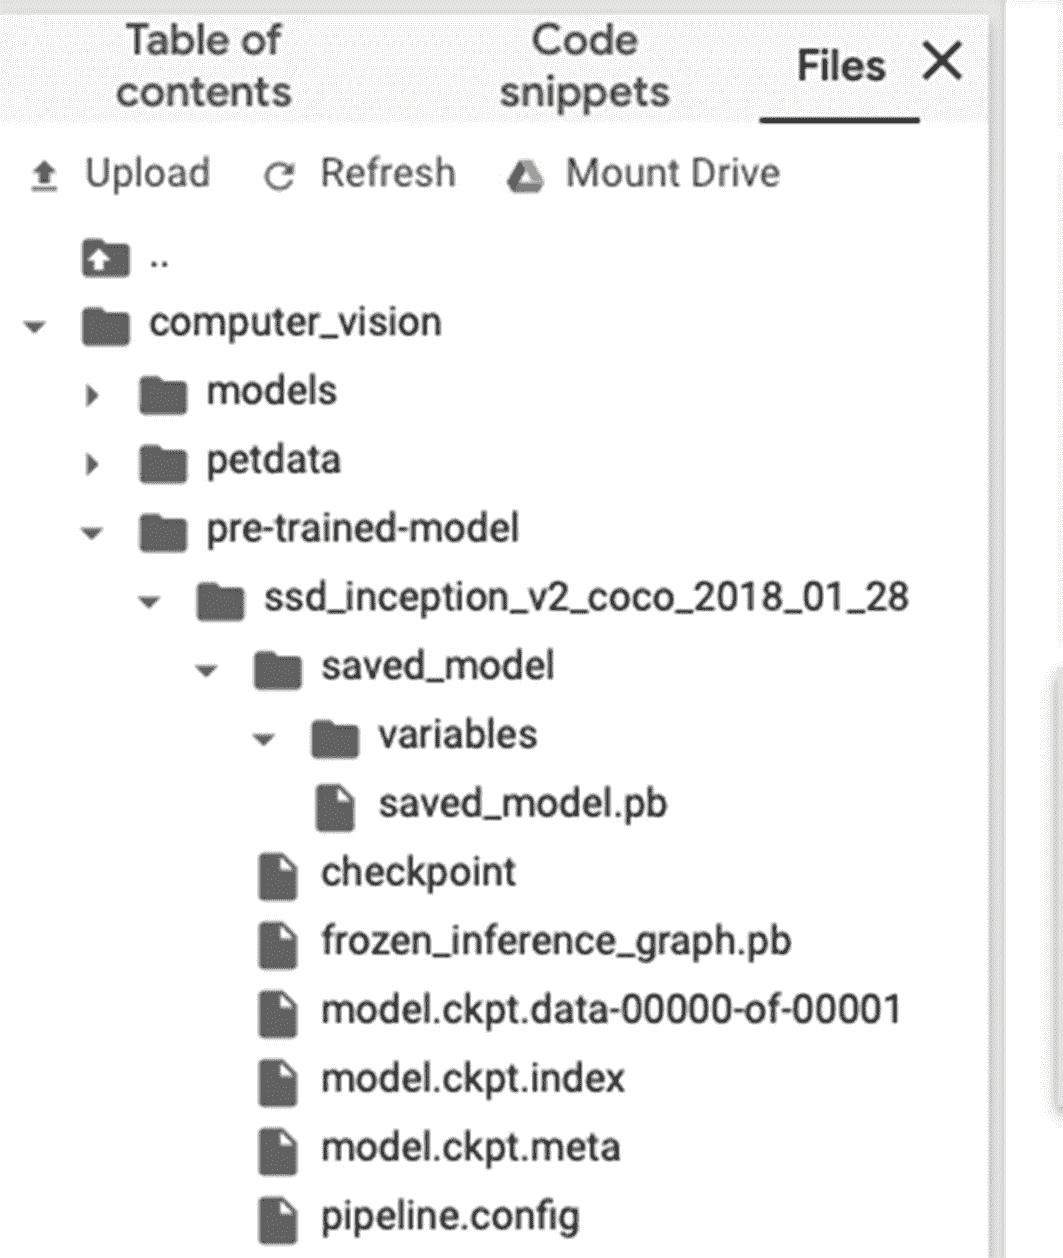 Table of contents
Code snippets
Files
Upload Refresh Mount Drive
..
computer_vision
models
petdata
pre-trained-model
ssd_inception_v2_coco_2018_01_28
saved_model
variables
saved_model.pb
checkpoint
frozen_inference_graph.pb
model.ckpt.data-00000-of-00001
model.ckpt.index
model.ckpt.meta
pipeline.config